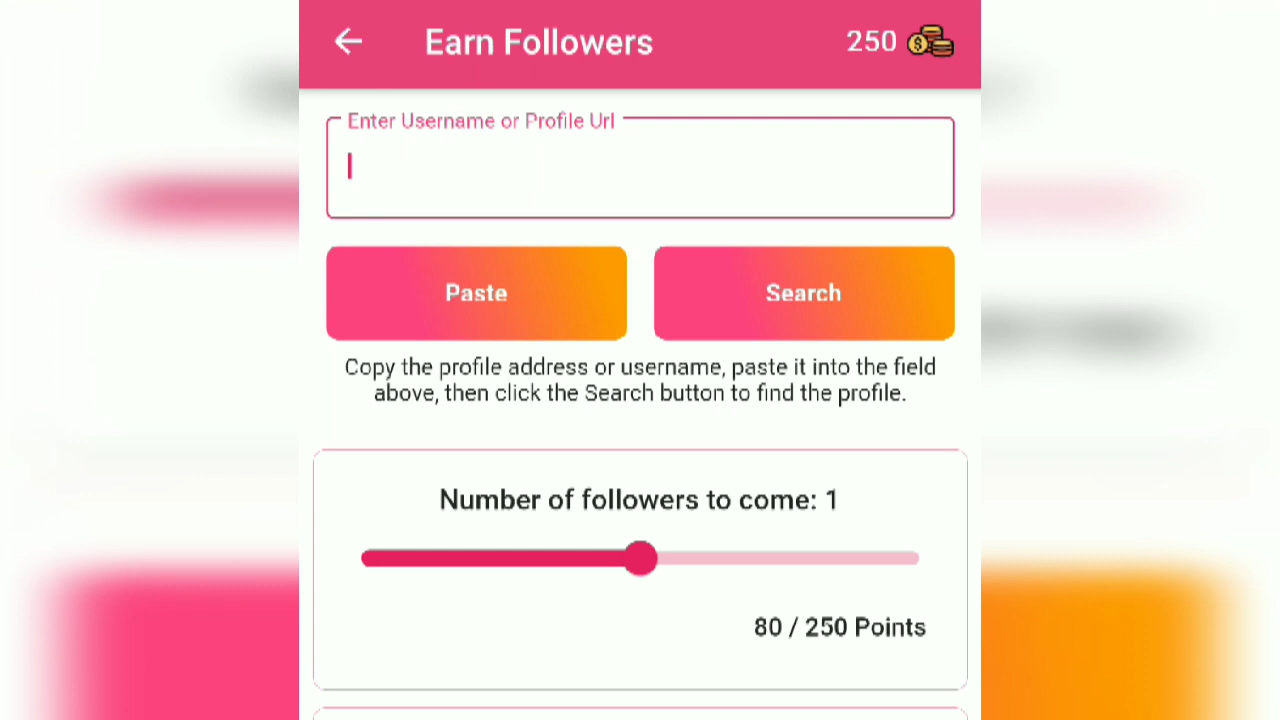 Earn Followers
250
Enter Username or Profile Url
Paste
Search
Copy the profile address or username, paste it into the field
above, then click the Search button to find the profile.
Number of followers to come: 1
80 / 250 Points